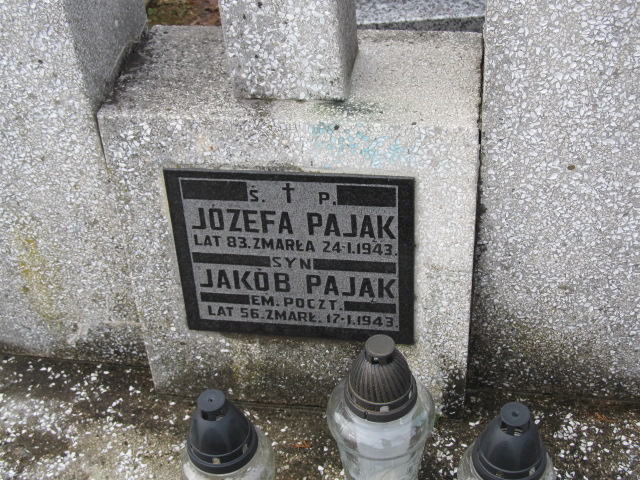 Ś. † P.
JÓZEFA PAJĄK
LAT 83. ZMARŁA 24-I.1943.
SYN
JAKÓB PAJĄK
EM. POCZT.
LAT 56. ZMARŁ. 17-I.1943.